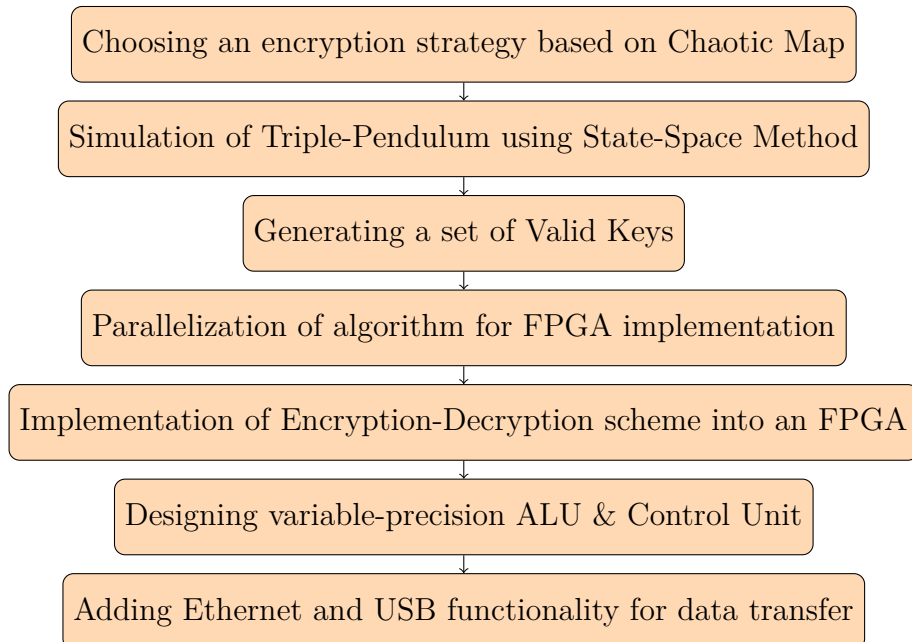 Choosing an encryption strategy based on Chaotic Map
Simulation of Triple-Pendulum using State-Space Method
Generating a set of Valid Keys
Parallelization of algorithm for FPGA implementation
Implementation of Encryption-Decryption scheme into an FPGA
Designing variable-precision ALU & Control Unit
Adding Ethernet and USB functionality for data transfer